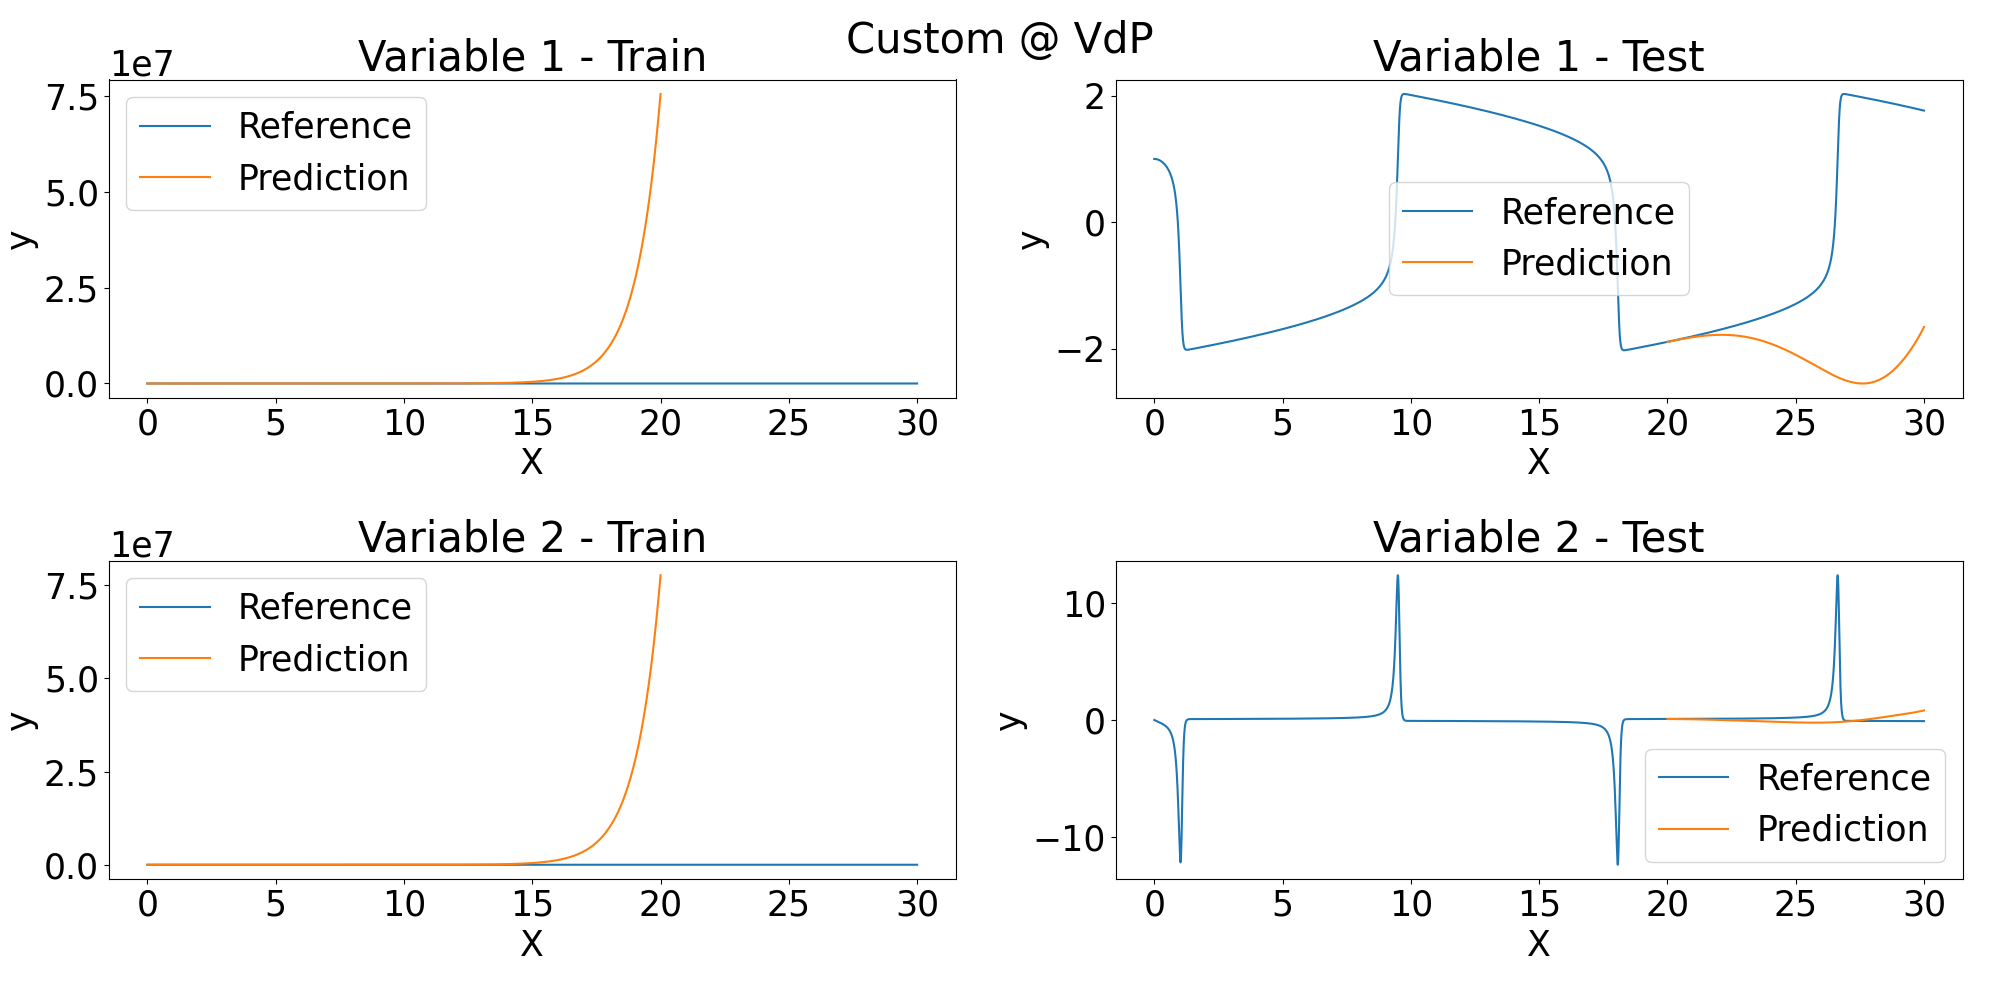 Custom @ VdP
Variable 1 - Train
1e7
7.5
5.0
2.5
0.0
y
Reference
Prediction
0 5 10 15 20 25 30
X
Variable 1 - Test
2
0
−2
y
Reference
Prediction
0 5 10 15 20 25 30
X
Variable 2 - Train
1e7
7.5
5.0
2.5
0.0
y
Reference
Prediction
0 5 10 15 20 25 30
X
Variable 2 - Test
10
0
−10
y
Reference
Prediction
0 5 10 15 20 25 30
X